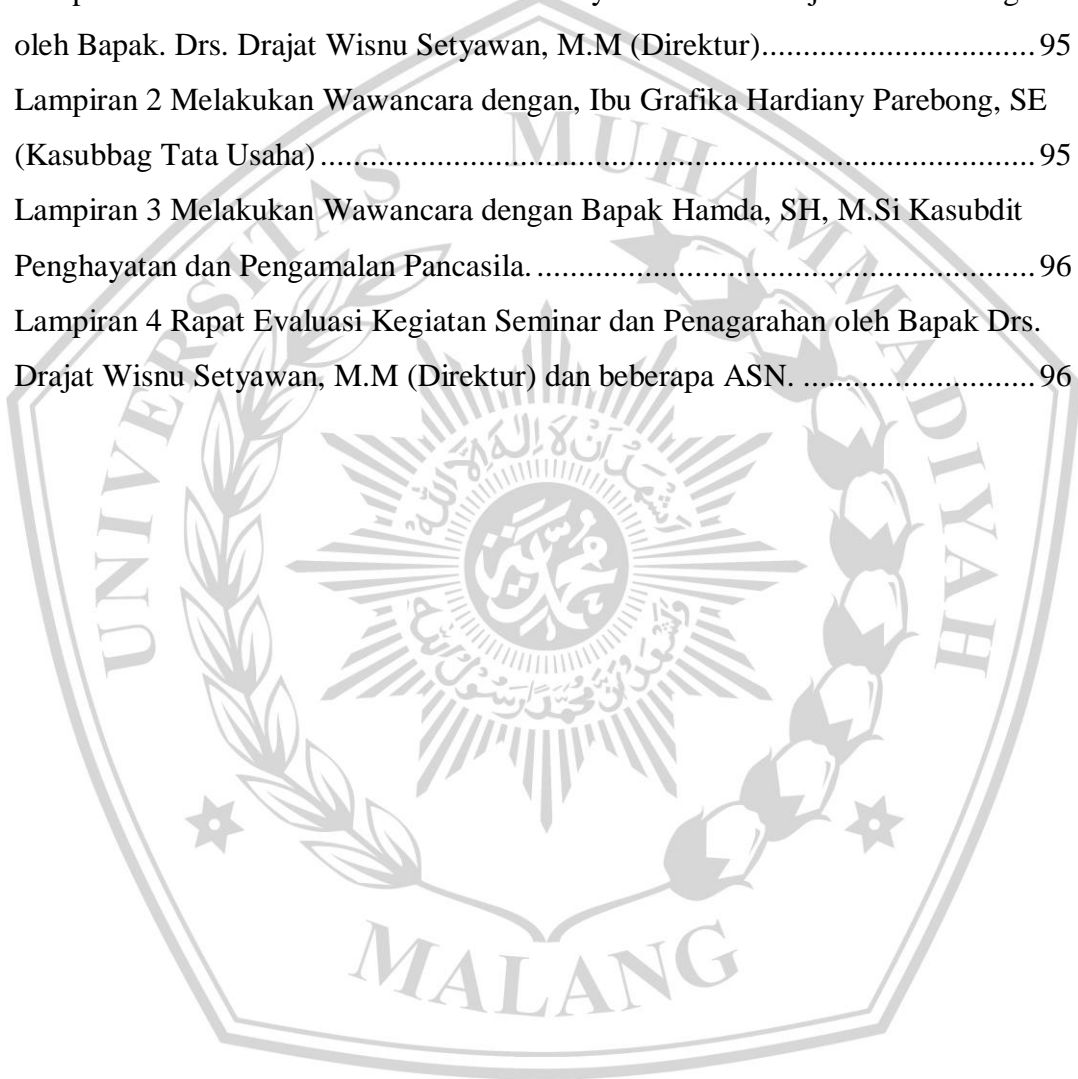 oleh Bapak. Drs. Drajat Wisnu Setyawan, M.M (Direktur)................................. 95
Lampiran 2 Melakukan Wawancara dengan, Ibu Grafika Hardiany Parebong, SE
(Kasubbag Tata Usaha)........................................................................................ 95
Lampiran 3 Melakukan Wawancara dengan Bapak Hamda, SH, M.Si Kasubdit
Penghayatan dan Pengamalan Pancasila. ............................................................. 96
Lampiran 4 Rapat Evaluasi Kegiatan Seminar dan Penagarahan oleh Bapak Drs.
Drajat Wisnu Setyawan, M.M (Direktur) dan beberapa ASN. ............................ 96
UNIVERSITAS MUHAMMADIYAH
MALANG